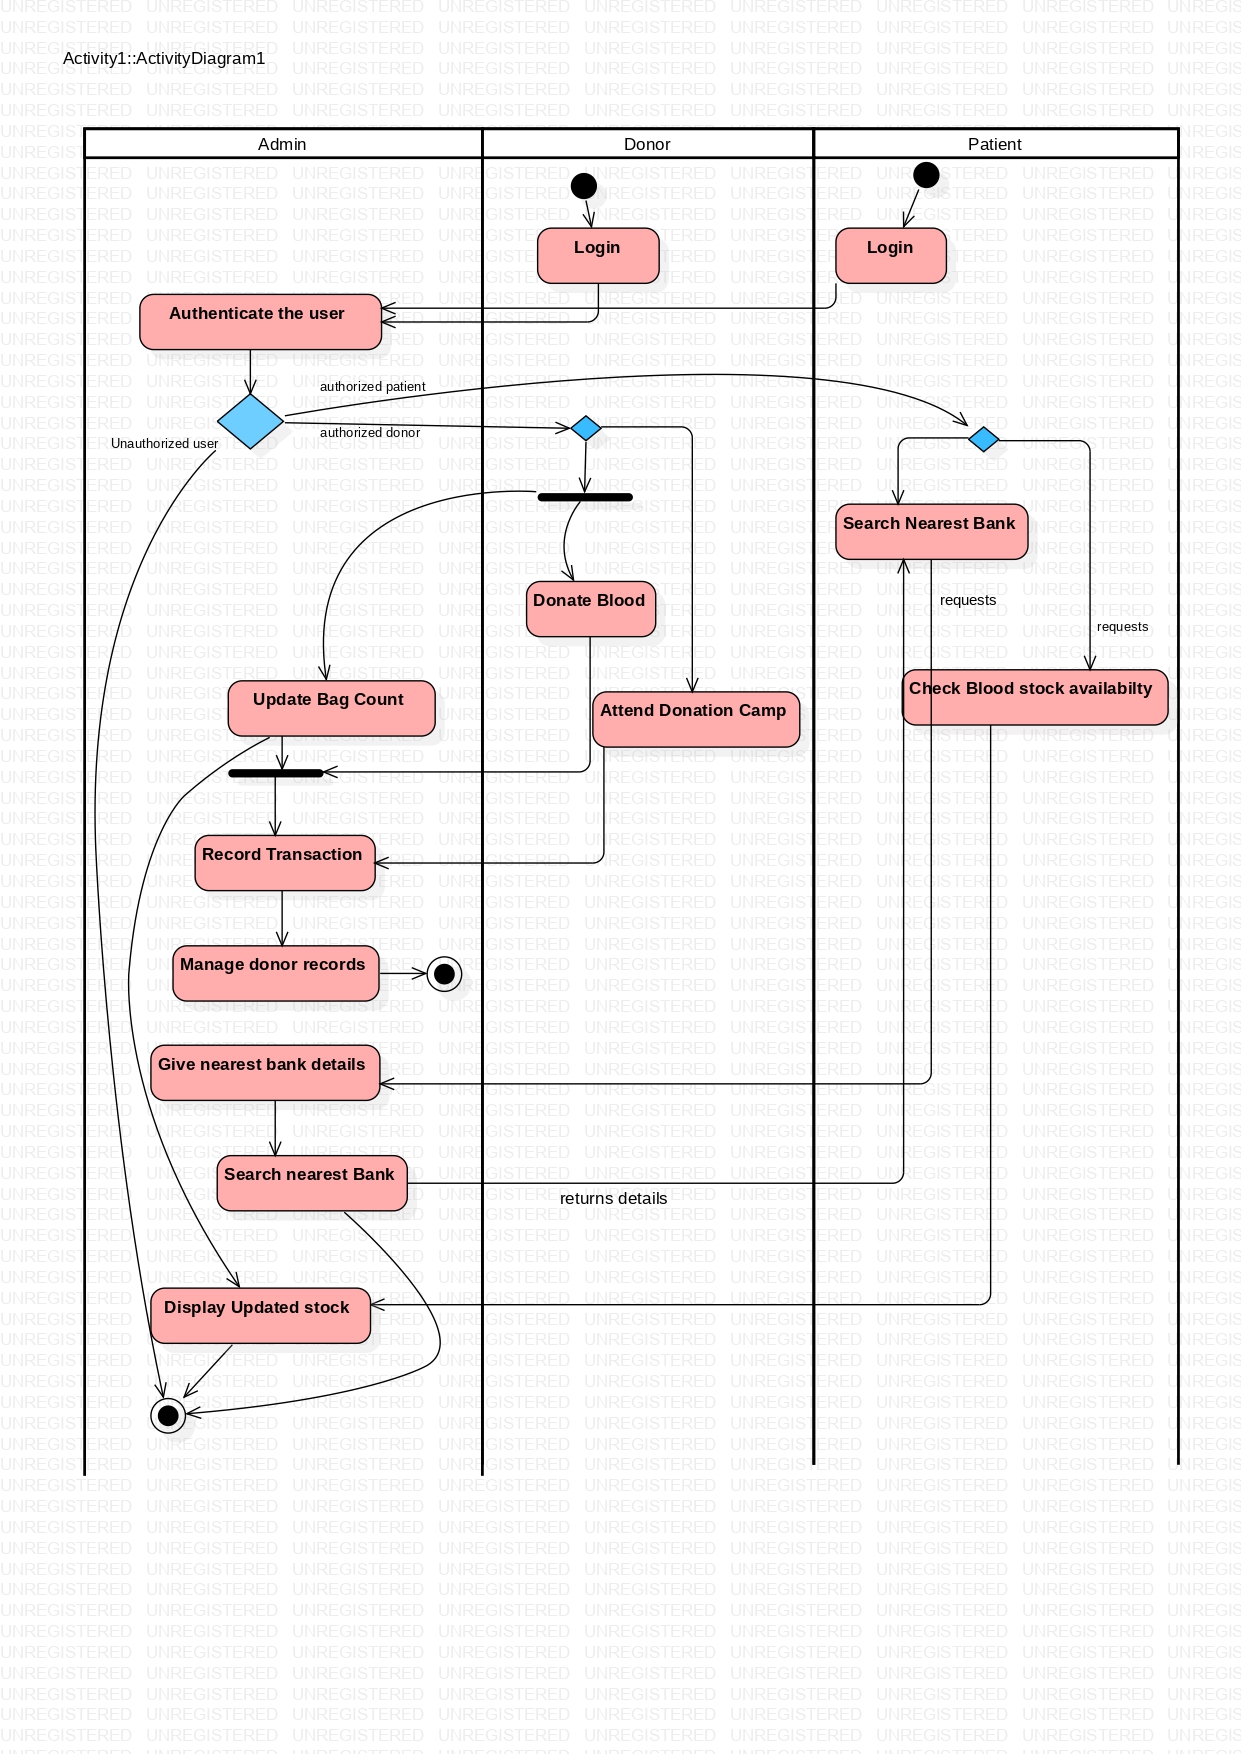 Activity1::ActivityDiagram1
Admin
Donor
Patient
Login
Login
Authenticate the user
authorized patient
authorized donor
Unauthorized user
Search Nearest Bank
Donate Blood
requests
requests
Update Bag Count
Check Blood stock availabilty
Attend Donation Camp
Record Transaction
Manage donor records
Give nearest bank details
Search nearest Bank
returns details
Display Updated stock
UNREGISTERED